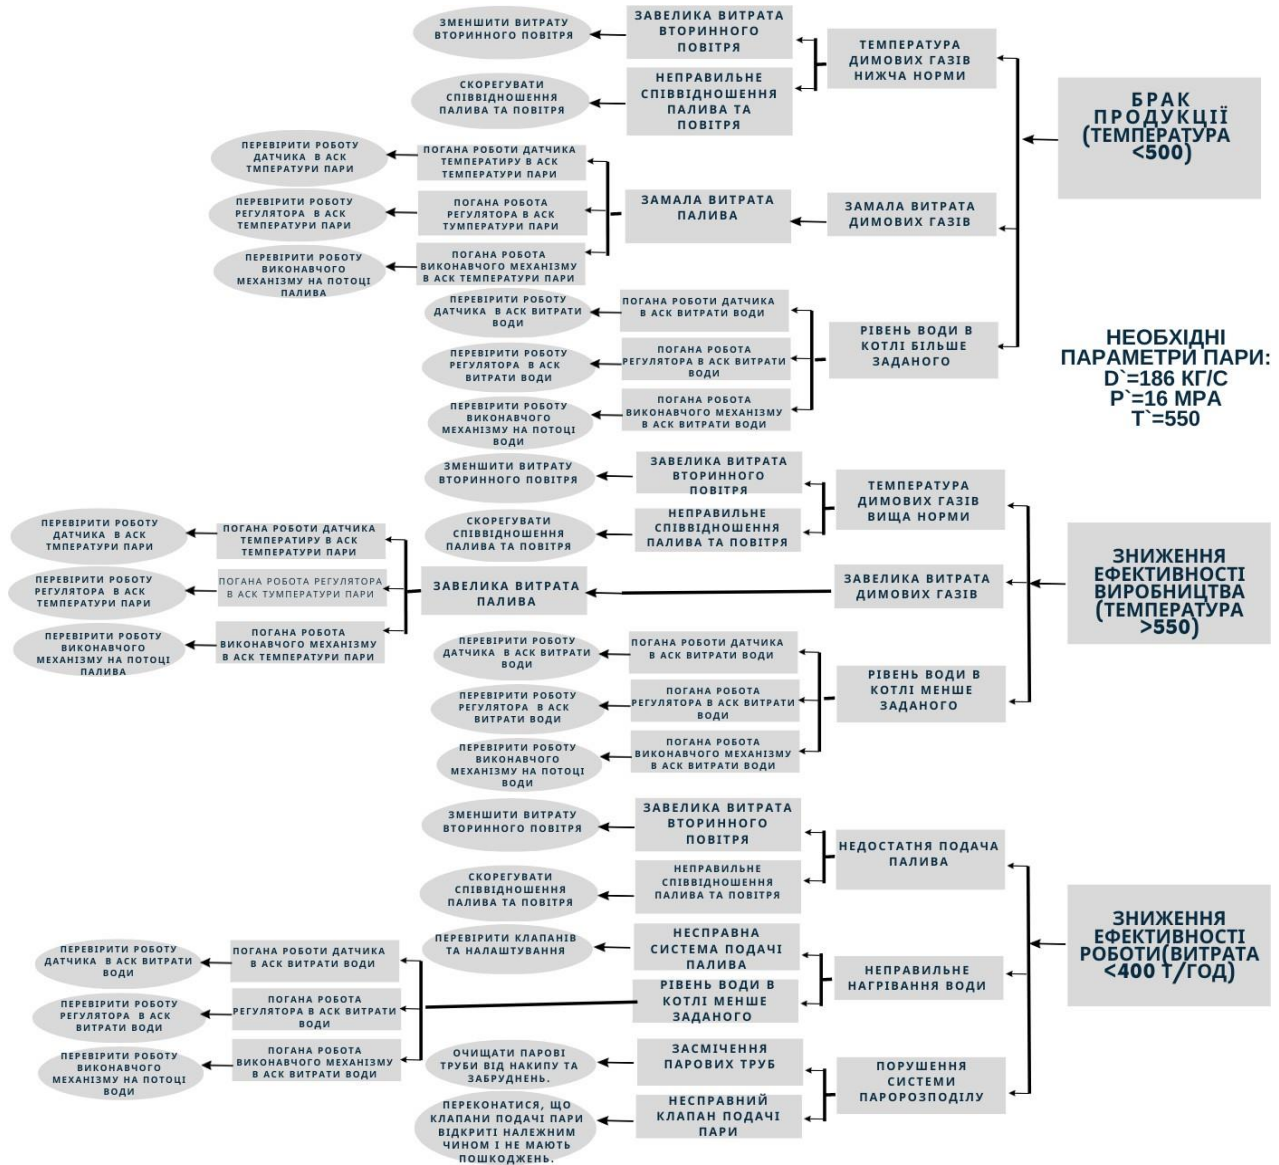 БРАК
ПРОДУКЦІЇ
(ТЕМПЕРАТУРА
<500)
ТЕМПЕРАТУРА
ДИМОВИХ ГАЗІВ
НИЖЧА НОРМИ
ЗАВЕЛИКА ВИТРАТА
ВТОРИННОГО
ПОВІТРЯ
ЗМЕНШИТИ ВИТРАТУ
ВТОРИННОГО ПОВІТРЯ
НЕПРАВИЛЬНЕ
СПІВВІДНОШЕННЯ
ПАЛИВА ТА
ПОВІТРЯ
СКОРЕГУВАТИ
СПІВВІДНОШЕННЯ
ПАЛИВА ТА ПОВІТРЯ
ЗАМАЛА ВИТРАТА
ДИМОВИХ ГАЗІВ
ЗАМАЛА ВИТРАТА
ПАЛИВА
ПОГАНА РОБОТИ ДАТЧИКА
ТЕМПЕРАТИРУ В АСК
ТЕМПЕРАТУРИ ПАРИ
ПЕРЕВІРИТИ РОБОТУ
ДАТЧИКА В АСК
ТМПЕРАТУРИ ПАРИ
ПОГАНА РОБОТА
РЕГУЛЯТОРА В АСК
ТУМПЕРАТУРИ ПАРИ
ПЕРЕВІРИТИ РОБОТУ
РЕГУЛЯТОРА В АСК
ТЕМПЕРАТУРИ ПАРИ
ПОГАНА РОБОТА
ВИКОНАВЧОГО МЕХАНІЗМУ
В АСК ТЕМПЕРАТУРИ ПАРИ
ПЕРЕВІРИТИ РОБОТУ
ВИКОНАВЧОГО
МЕХАНІЗМУ НА ПОТОЦІ
ПАЛИВА
РІВЕНЬ ВОДИ В
КОТЛІ БІЛЬШЕ
ЗАДАНОГО
ПОГАНА РОБОТИ ДАТЧИКА
В АСК ВИТРАТИ ВОДИ
ПЕРЕВІРИТИ РОБОТУ
ДАТЧИКА В АСК ВИТРАТИ
ВОДИ
ПОГАНА РОБОТА
РЕГУЛЯТОРА В АСК ВИТРАТИ
ВОДИ
ПЕРЕВІРИТИ РОБОТУ
РЕГУЛЯТОРА В АСК
ВИТРАТИ ВОДИ
ПОГАНА РОБОТА
ВИКОНАВЧОГО МЕХАНІЗМУ
В АСК ВИТРАТИ ВОДИ
ПЕРЕВІРИТИ РОБОТУ
ВИКОНАВЧОГО
МЕХАНІЗМУ НА ПОТОЦІ
ВОДИ
НЕОБХІДНІ
ПАРАМЕТРИ ПАРИ:
D`=186 КГ/С
P`=16 MPA
T`=550
ЗНИЖЕННЯ
ЕФЕКТИВНОСТІ
ВИРОБНИЦТВА
(ТЕМПЕРАТУРА
>550)
ТЕМПЕРАТУРА
ДИМОВИХ ГАЗІВ
ВИЩА НОРМИ
ЗАВЕЛИКА ВИТРАТА
ВТОРИННОГО
ПОВІТРЯ
ЗМЕНШИТИ ВИТРАТУ
ВТОРИННОГО ПОВІТРЯ
НЕПРАВИЛЬНЕ
СПІВВІДНОШЕННЯ
ПАЛИВА ТА ПОВІТРЯ
СКОРЕГУВАТИ
СПІВВІДНОШЕННЯ
ПАЛИВА ТА ПОВІТРЯ
ЗАВЕЛИКА ВИТРАТА
ДИМОВИХ ГАЗІВ
ЗАВЕЛИКА ВИТРАТА
ПАЛИВА
ПОГАНА РОБОТИ ДАТЧИКА
ТЕМПЕРАТИРУ В АСК
ТЕМПЕРАТУРИ ПАРИ
ПЕРЕВІРИТИ РОБОТУ
ДАТЧИКА В АСК
ТМПЕРАТУРИ ПАРИ
ПОГАНА РОБОТА РЕГУЛЯТОРА
В АСК ТУМПЕРАТУРИ ПАРИ
ПЕРЕВІРИТИ РОБОТУ
РЕГУЛЯТОРА В АСК
ТЕМПЕРАТУРИ ПАРИ
ПОГАНА РОБОТА
ВИКОНАВЧОГО МЕХАНІЗМУ
В АСК ТЕМПЕРАТУРИ ПАРИ
ПЕРЕВІРИТИ РОБОТУ
ВИКОНАВЧОГО
МЕХАНІЗМУ НА ПОТОЦІ
ПАЛИВА
РІВЕНЬ ВОДИ В
КОТЛІ МЕНШЕ
ЗАДАНОГО
ПОГАНА РОБОТИ ДАТЧИКА
В АСК ВИТРАТИ ВОДИ
ПЕРЕВІРИТИ РОБОТУ
ДАТЧИКА В АСК ВИТРАТИ
ВОДИ
ПОГАНА РОБОТА
РЕГУЛЯТОРА В АСК ВИТРАТИ
ВОДИ
ПЕРЕВІРИТИ РОБОТУ
РЕГУЛЯТОРА В АСК
ВИТРАТИ ВОДИ
ПОГАНА РОБОТА
ВИКОНАВЧОГО МЕХАНІЗМУ
В АСК ВИТРАТИ ВОДИ
ПЕРЕВІРИТИ РОБОТУ
ВИКОНАВЧОГО
МЕХАНІЗМУ НА ПОТОЦІ
ВОДИ
ЗНИЖЕННЯ
ЕФЕКТИВНОСТІ
РОБОТИ(ВИТРАТА
<400 Т/ГОД)
НЕДОСТАТНЯ ПОДАЧА
ПАЛИВА
ЗАВЕЛИКА ВИТРАТА
ВТОРИННОГО
ПОВІТРЯ
ЗМЕНШИТИ ВИТРАТУ
ВТОРИННОГО ПОВІТРЯ
НЕПРАВИЛЬНЕ
СПІВВІДНОШЕННЯ
ПАЛИВА ТА ПОВІТРЯ
СКОРЕГУВАТИ
СПІВВІДНОШЕННЯ
ПАЛИВА ТА ПОВІТРЯ
НЕПРАВИЛЬНЕ
НАГРІВАННЯ ВОДИ
НЕСПРАВНА
СИСТЕМА ПОДАЧІ
ПАЛИВА
ПЕРЕВІРИТИ КЛАПАНІВ
ТА НАЛАШТУВАННЯ
РІВЕНЬ ВОДИ В
КОТЛІ МЕНШЕ
ЗАДАНОГО
ПОГАНА РОБОТИ ДАТЧИКА
В АСК ВИТРАТИ ВОДИ
ПЕРЕВІРИТИ РОБОТУ
ДАТЧИКА В АСК ВИТРАТИ
ВОДИ
ПОГАНА РОБОТА
РЕГУЛЯТОРА В АСК ВИТРАТИ
ВОДИ
ПЕРЕВІРИТИ РОБОТУ
РЕГУЛЯТОРА В АСК
ВИТРАТИ ВОДИ
ПОГАНА РОБОТА
ВИКОНАВЧОГО МЕХАНІЗМУ
В АСК ВИТРАТИ ВОДИ
ПЕРЕВІРИТИ РОБОТУ
ВИКОНАВЧОГО
МЕХАНІЗМУ НА ПОТОЦІ
ВОДИ
ПОРУШЕННЯ
СИСТЕМИ
ПАРОРОЗПОДІЛУ
ЗАСМІЧЕННЯ
ПАРОВИХ ТРУБ
ОЧИЩАТИ ПАРОВІ
ТРУБИ ВІД НАКИПУ ТА
ЗАБРУДНЕНЬ.
НЕСПРАВНИЙ
КЛАПАН ПОДАЧІ
ПАРИ
ПЕРЕКОНАТИСЯ, ЩО
КЛАПАНИ ПОДАЧІ ПАРИ
ВІДКРИТІ НАЛЕЖНИМ
ЧИНОМ І НЕ МАЮТЬ
ПОШКОДЖЕНЬ.